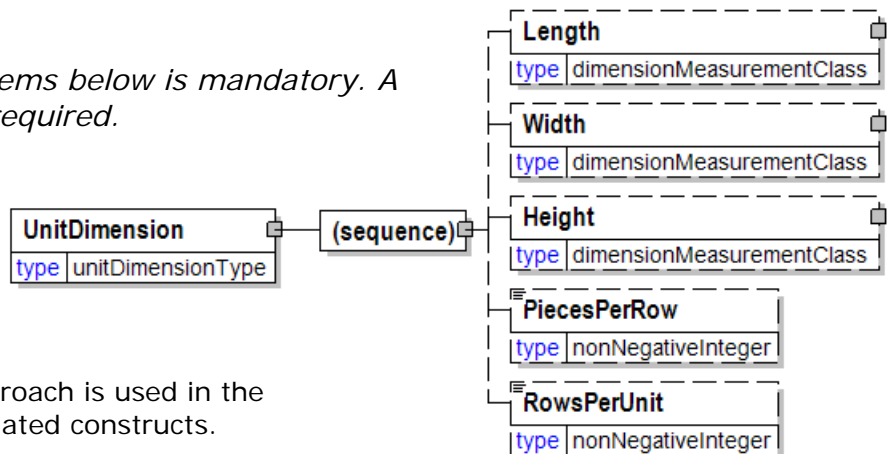 ems below is mandatory. A
equired.
UnitDimension
type unitDimensionType
(sequence)
Length
type dimensionMeasurementClass
Width
type dimensionMeasurementClass
Height
type dimensionMeasurementClass
PiecesPerRow
type nonNegativeInteger
RowsPerUnit
type nonNegativeInteger
roach is used in the
ated constructs.